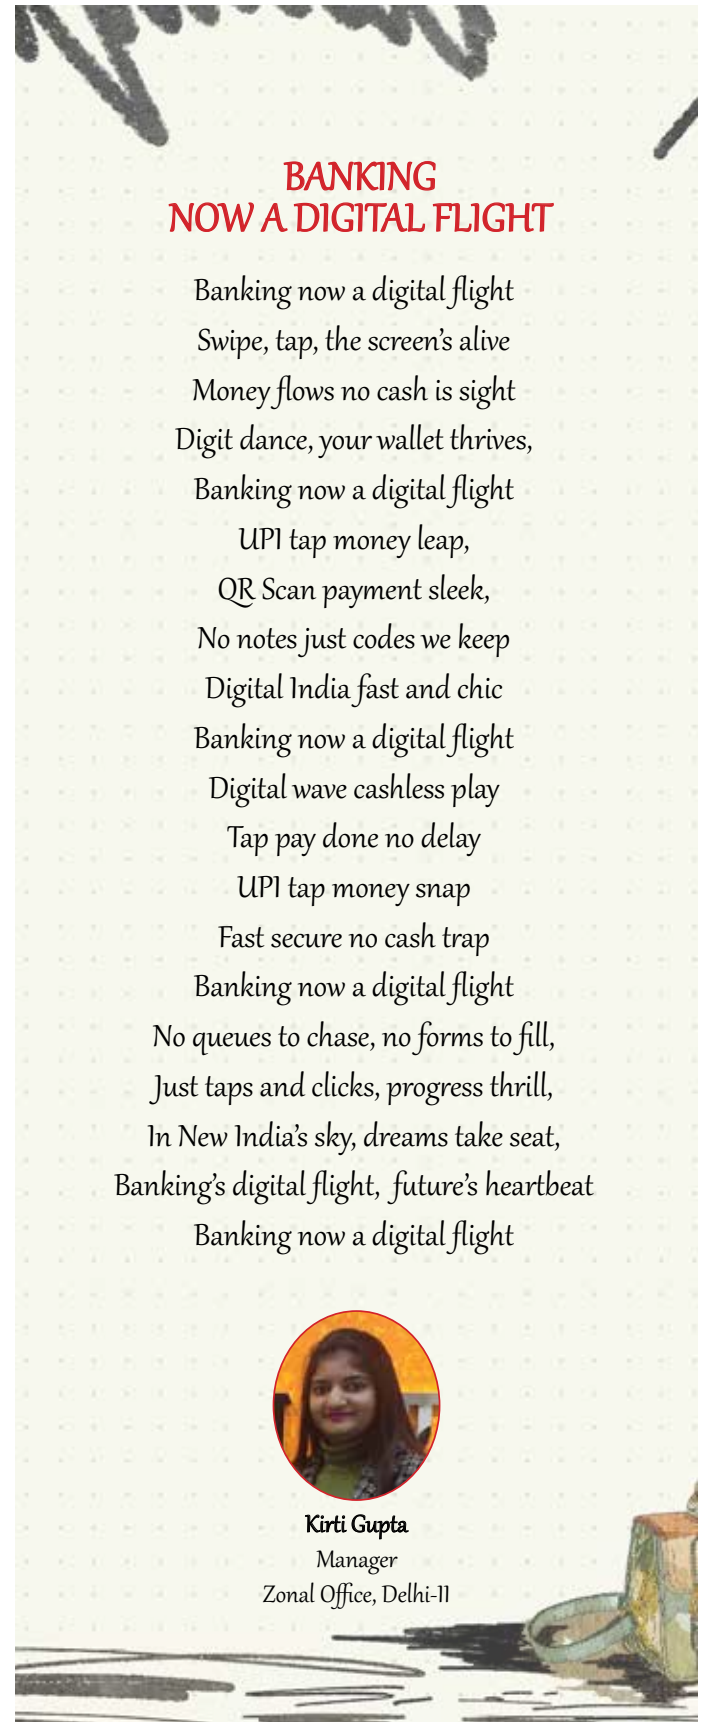 BANKING
NOW A DIGITAL FLIGHT
Banking now a digital flight
Swipe, tap, the screen’s alive
Money flows no cash is sight
Digit dance, your wallet thrives,
Banking now a digital flight
UPI tap money leap,
QR Scan payment sleek,
No notes just codes we keep
Digital India fast and chic
Banking now a digital flight
Digital wave cashless play
Tap pay done no delay
UPI tap money snap
Fast secure no cash trap
Banking now a digital flight
No queues to chase, no forms to fill,
Just taps and clicks, progress thrill,
In New India’s sky, dreams take seat,
Banking’s digital flight, future’s heartbeat
Banking now a digital flight
Kirti Gupta
Manager
Zonal Office, Delhi-II